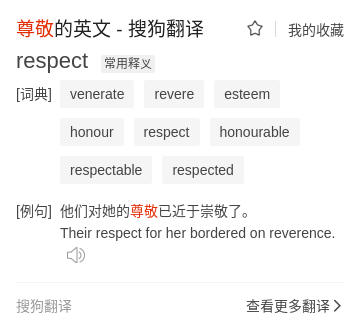 尊敬的英文 - 搜狗翻译
我的收藏
respect 常用释义
[词典] venerate revere esteem
honour respect honourable
respectable respected
[例句] 他们对她的尊敬已近于崇敬了。
Their respect for her bordered on reverence.
搜狗翻译 查看更多翻译